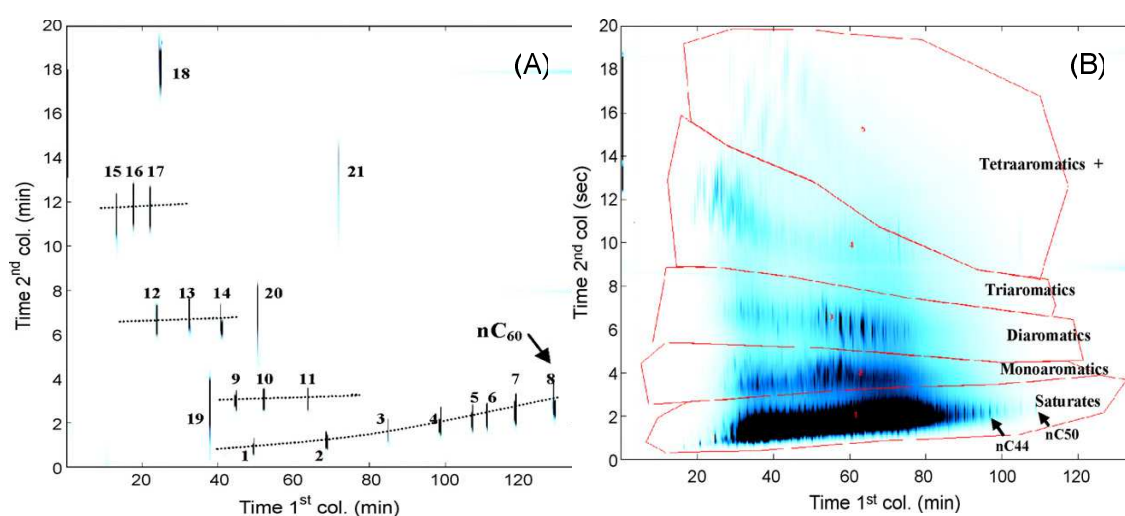 (A)
Time 2nd col. (min)
20
18
16
14
12
10
8
6
4
2
0
18
15 16 17
21
12 13 14
20
nC60
9 10 11
19
3 4 5 6 7 8
1 2
20 40 60 80 100 120
Time 1st col. (min)
(B)
Time 2nd col (sec)
20
18
16
14
12
10
8
6
4
2
0
5
Tetraaromatics +
4
Triaromatics
3
Diaromatics
Monoaromatics
Saturates
1
nC44
nC50
20 40 60 80 100 120
Time 1st col. (min)